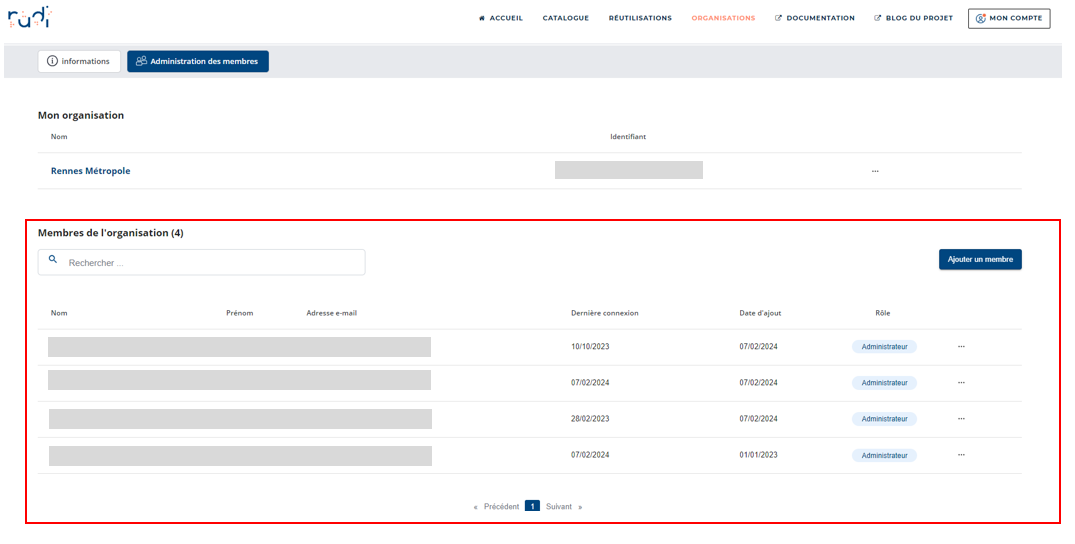 rudi
ACCUEIL CATALOGUE RÉUTILISATIONS ORGANISATIONS DOCUMENTATION BLOG DU PROJET MON COMPTE
informations Administration des membres
Mon organisation
Nom Identifiant
Rennes Métropole ...
Membres de l'organisation (4)
Rechercher ... Ajouter un membre
Nom Prénom Adresse e-mail Dernière connexion Date d'ajout Rôle
10/10/2023 07/02/2024 Administrateur ...
07/02/2024 07/02/2024 Administrateur ...
28/02/2023 07/02/2024 Administrateur ...
07/02/2024 01/01/2023 Administrateur ...
« Précédent 1 Suivant »